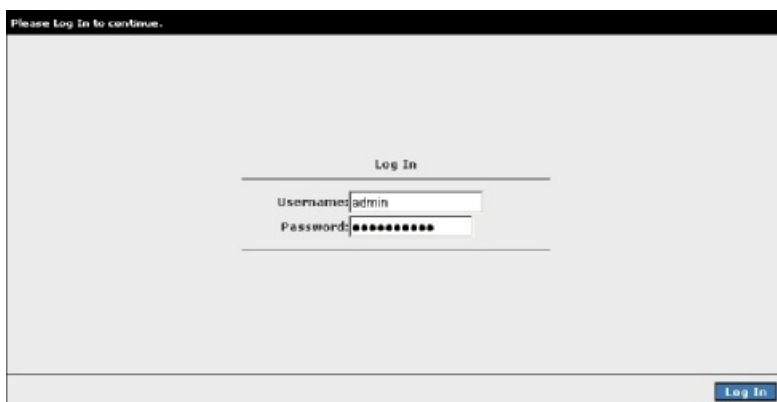 Please Log In to continue.
Log In
Username: admin
Password: ●●●●●●●●●●
Log In